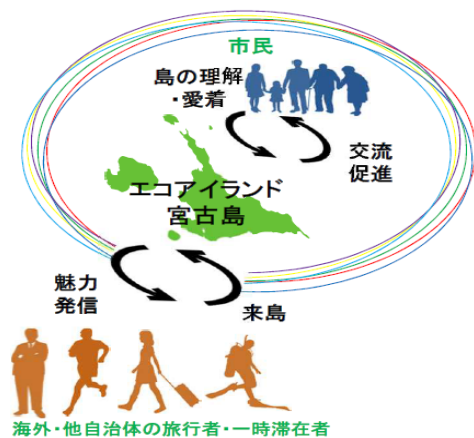 市民
島の理解
・愛着
交流
促進
エコアイランド
宮古島
魅力
発信
来島
海外・他自治体の旅行者・一時滞在者